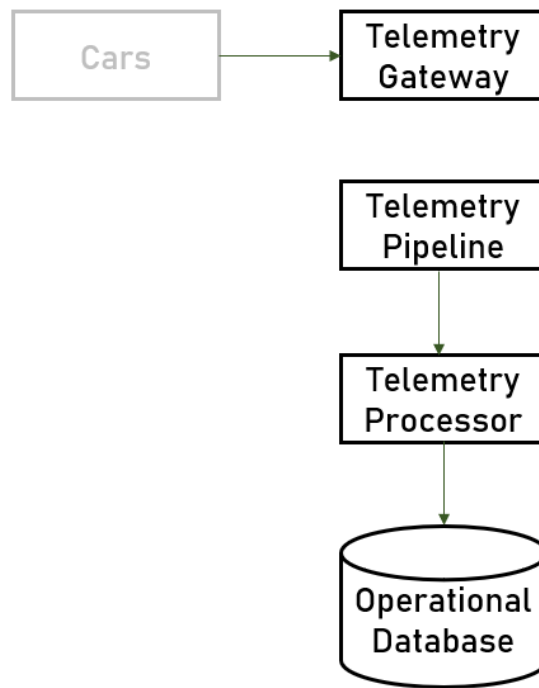 Cars
Telemetry
Gateway
Telemetry
Pipeline
Telemetry
Processor
Operational
Database